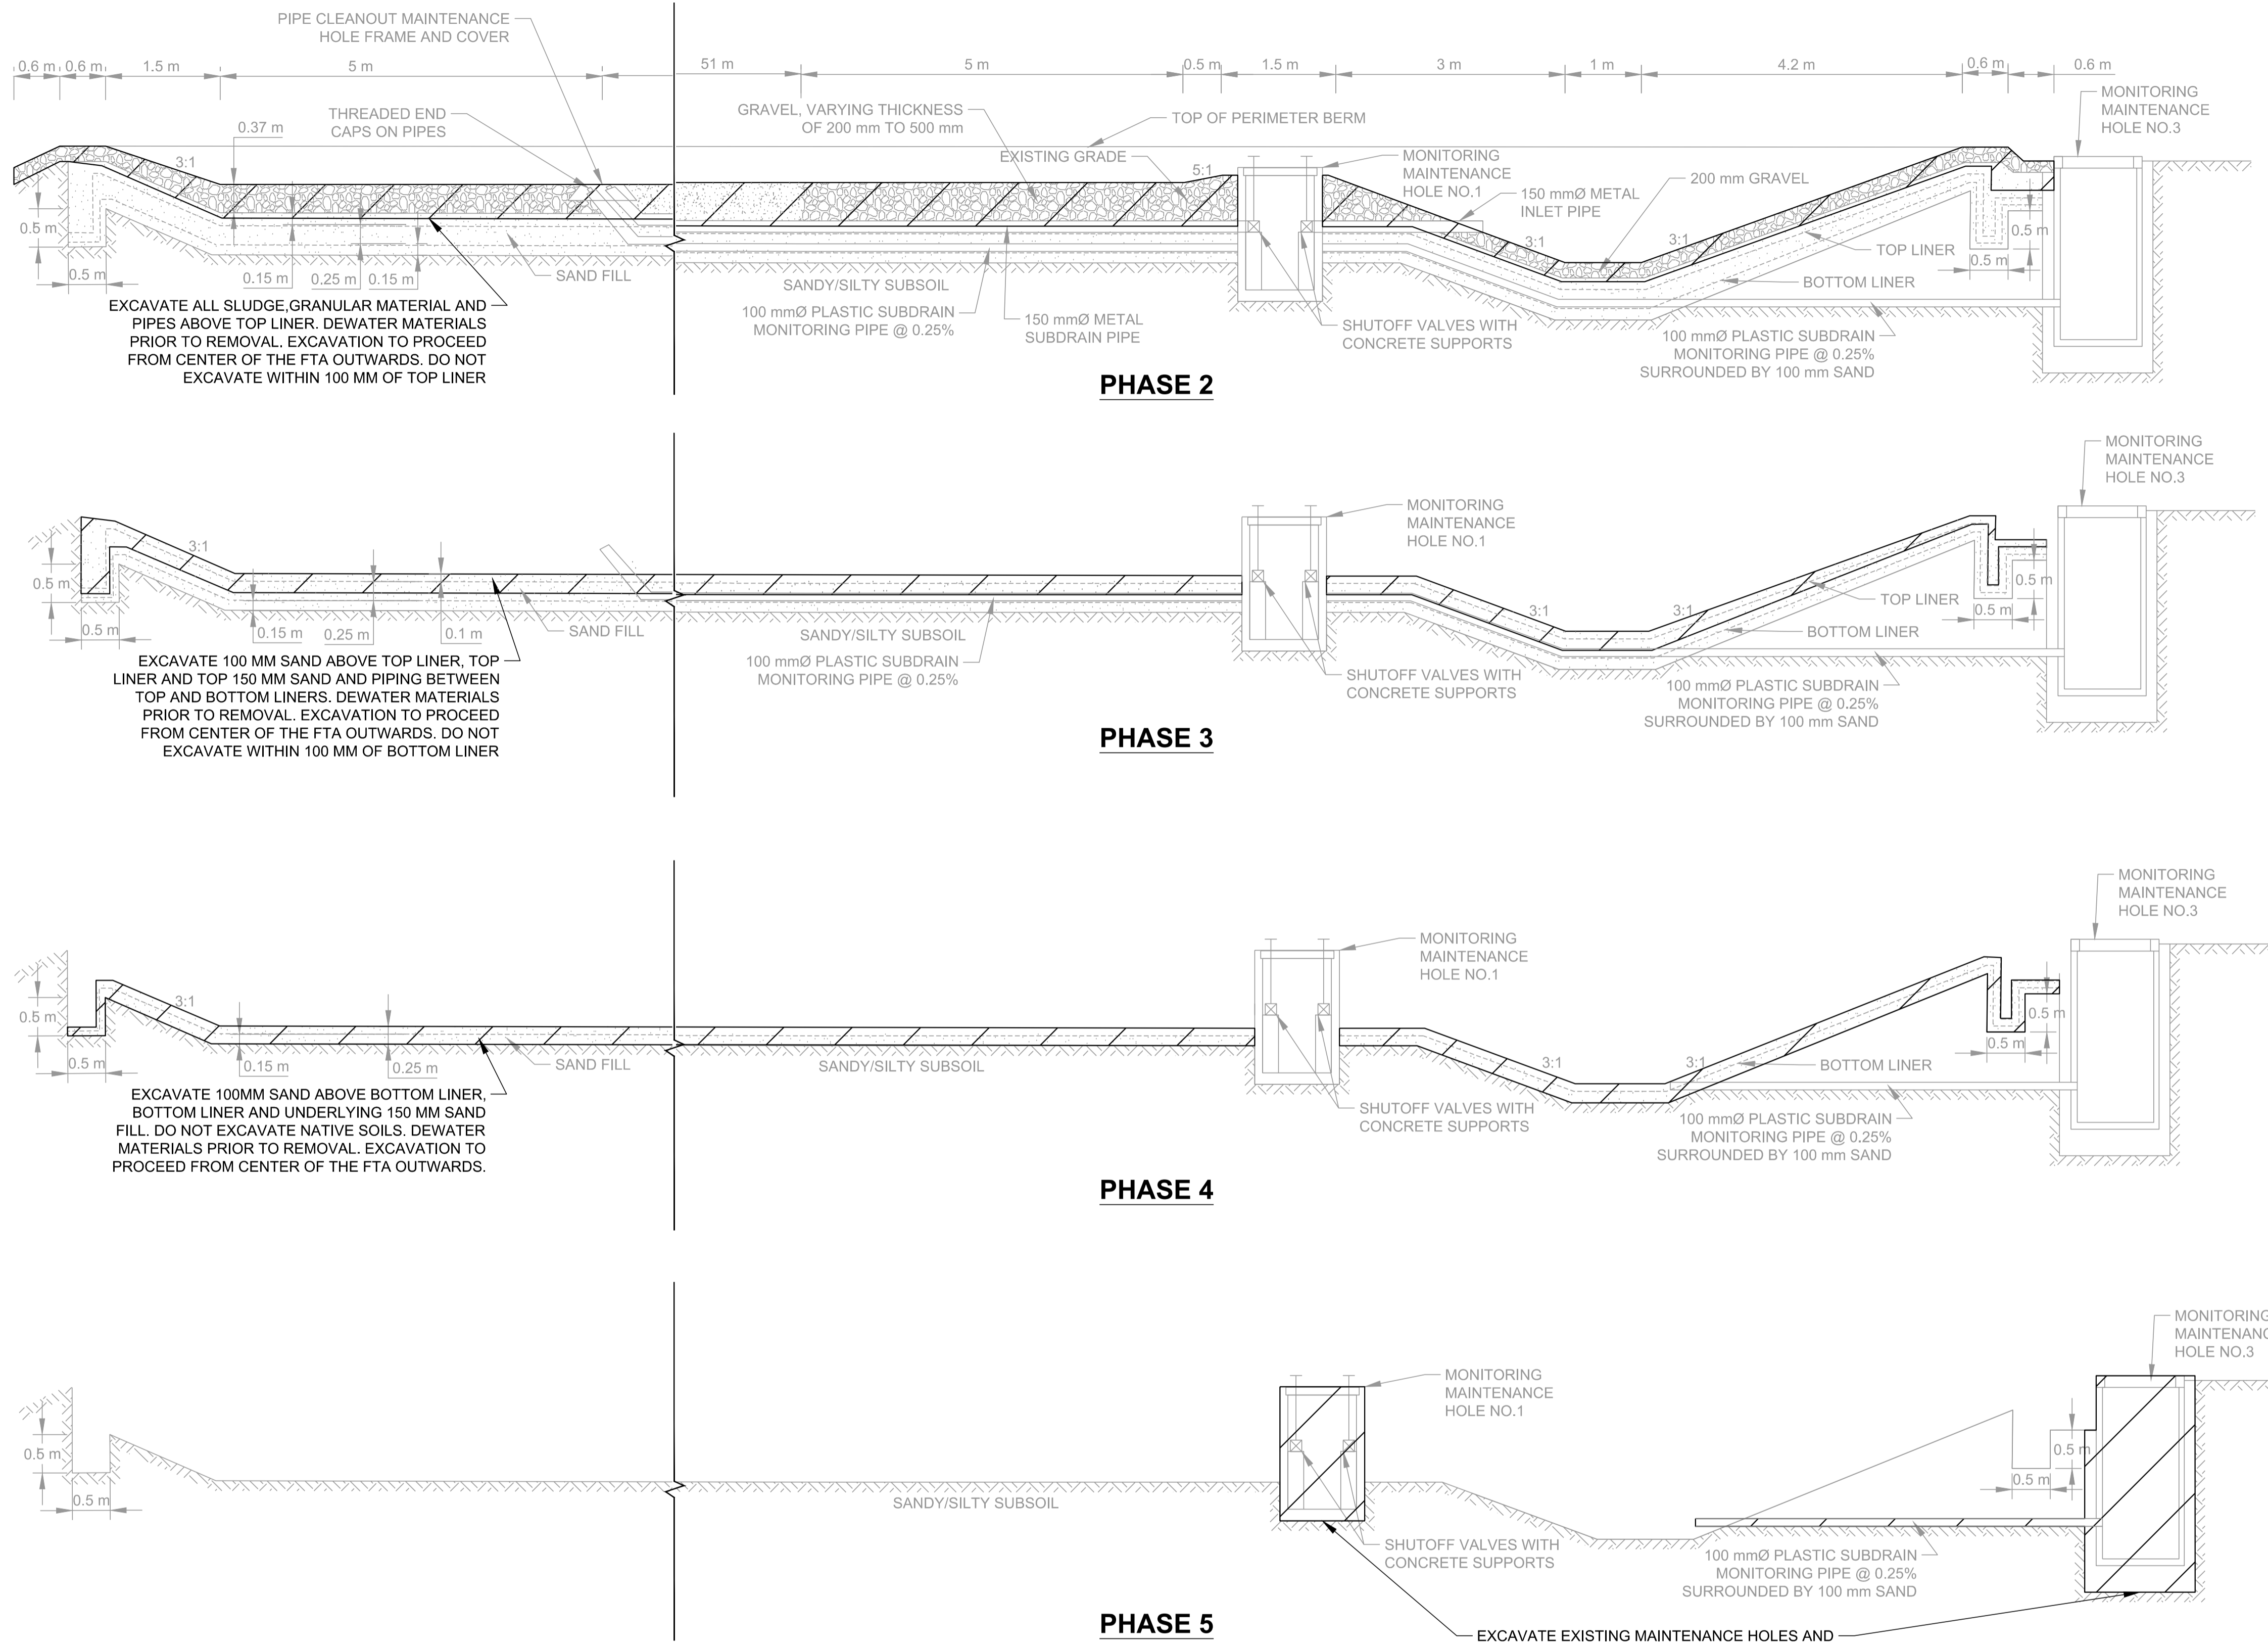 PIPE CLEANOUT MAINTENANCE
HOLE FRAME AND COVER
0.6 m
0.6 m
1.5 m
5 m
51 m
5 m
0.5 m
1.5 m
3 m
1 m
4.2 m
0.6 m
0.6 m
MONITORING
MAINTENANCE
HOLE NO.3
THREADED END
CAPS ON PIPES
0.37 m
GRAVEL, VARYING THICKNESS
OF 200 mm TO 500 mm
TOP OF PERIMETER BERM
EXISTING GRADE
MONITORING
MAINTENANCE
HOLE NO.1
3:1
5:1
150 mmØ METAL
INLET PIPE
200 mm GRAVEL
0.5 m
0.5 m
0.15 m
0.25 m
0.15 m
SAND FILL
SANDY/SILTY SUBSOIL
3:1
3:1
TOP LINER
BOTTOM LINER
0.5 m
0.5 m
EXCAVATE ALL SLUDGE,GRANULAR MATERIAL AND
PIPES ABOVE TOP LINER. DEWATER MATERIALS
PRIOR TO REMOVAL. EXCAVATION TO PROCEED
FROM CENTER OF THE FTA OUTWARDS. DO NOT
EXCAVATE WITHIN 100 MM OF TOP LINER
100 mmØ PLASTIC SUBDRAIN
MONITORING PIPE @ 0.25%
150 mmØ METAL
SUBDRAIN PIPE
SHUTOFF VALVES WITH
CONCRETE SUPPORTS
100 mmØ PLASTIC SUBDRAIN
MONITORING PIPE @ 0.25%
SURROUNDED BY 100 mm SAND
PHASE 2
MONITORING
MAINTENANCE
HOLE NO.3
MONITORING
MAINTENANCE
HOLE NO.1
3:1
0.5 m
0.5 m
0.15 m
0.25 m
0.1 m
SAND FILL
SANDY/SILTY SUBSOIL
3:1
3:1
TOP LINER
BOTTOM LINER
0.5 m
0.5 m
EXCAVATE 100 MM SAND ABOVE TOP LINER, TOP
LINER AND TOP 150 MM SAND AND PIPING BETWEEN
TOP AND BOTTOM LINERS. DEWATER MATERIALS
PRIOR TO REMOVAL. EXCAVATION TO PROCEED
FROM CENTER OF THE FTA OUTWARDS. DO NOT
EXCAVATE WITHIN 100 MM OF BOTTOM LINER
100 mmØ PLASTIC SUBDRAIN
MONITORING PIPE @ 0.25%
SHUTOFF VALVES WITH
CONCRETE SUPPORTS
100 mmØ PLASTIC SUBDRAIN
MONITORING PIPE @ 0.25%
SURROUNDED BY 100 mm SAND
PHASE 3
MONITORING
MAINTENANCE
HOLE NO.3
MONITORING
MAINTENANCE
HOLE NO.1
3:1
0.5 m
0.5 m
0.15 m
0.25 m
SAND FILL
SANDY/SILTY SUBSOIL
3:1
3:1
BOTTOM LINER
0.5 m
0.5 m
EXCAVATE 100MM SAND ABOVE BOTTOM LINER,
BOTTOM LINER AND UNDERLYING 150 MM SAND
FILL. DO NOT EXCAVATE NATIVE SOILS. DEWATER
MATERIALS PRIOR TO REMOVAL. EXCAVATION TO
PROCEED FROM CENTER OF THE FTA OUTWARDS.
SHUTOFF VALVES WITH
CONCRETE SUPPORTS
100 mmØ PLASTIC SUBDRAIN
MONITORING PIPE @ 0.25%
SURROUNDED BY 100 mm SAND
PHASE 4
MONITORING
MAINTENANC
HOLE NO.3
MONITORING
MAINTENANCE
HOLE NO.1
0.5 m
0.5 m
SANDY/SILTY SUBSOIL
0.5 m
0.5 m
SHUTOFF VALVES WITH
CONCRETE SUPPORTS
100 mmØ PLASTIC SUBDRAIN
MONITORING PIPE @ 0.25%
SURROUNDED BY 100 mm SAND
PHASE 5
EXCAVATE EXISTING MAINTENANCE HOLES AND